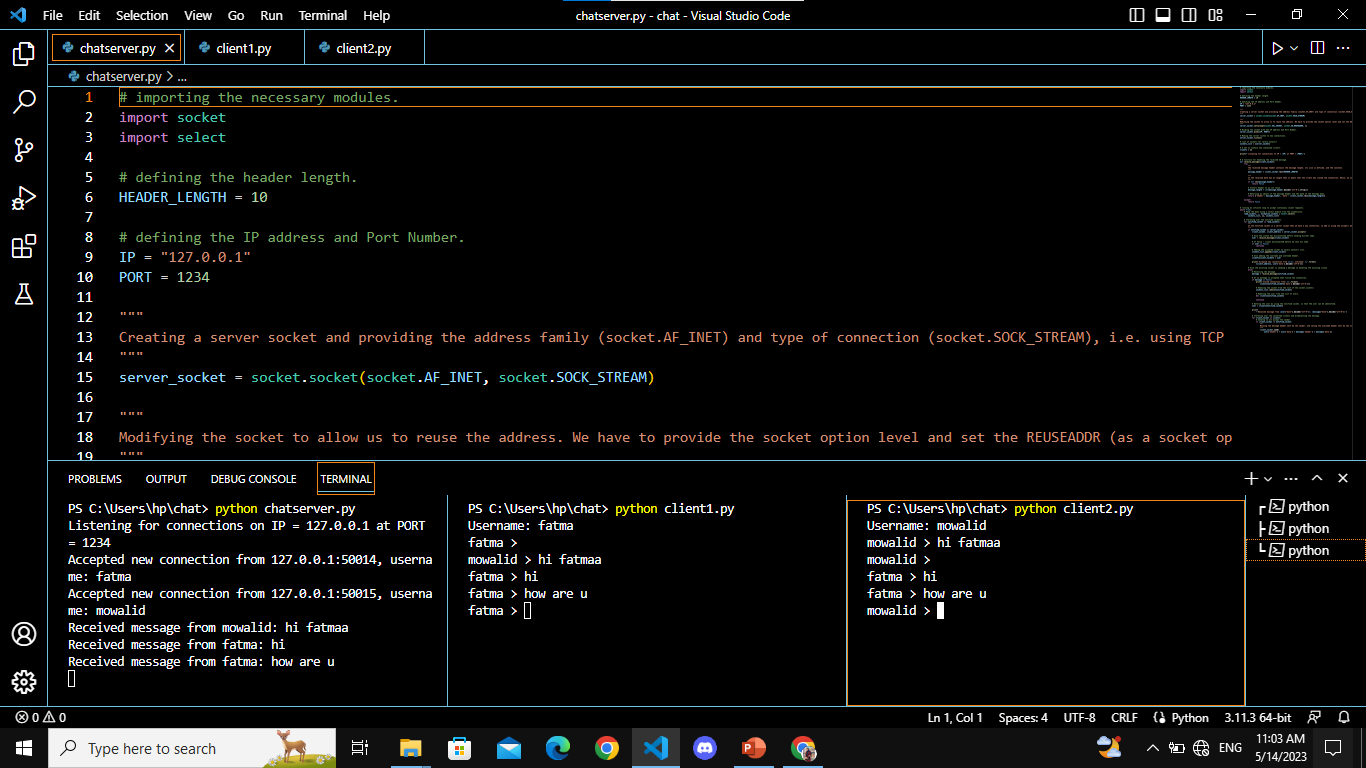 File Edit Selection View Go Run Terminal Help
chatserver.py - chat - Visual Studio Code
chatserver.py client1.py client2.py
chatserver.py > ...
1 # importing the necessary modules.
2 import socket
3 import select
4
5 # defining the header length.
6 HEADER_LENGTH = 10
7
8 # defining the IP address and Port Number.
9 IP = "127.0.0.1"
10 PORT = 1234
11
12 """
13 Creating a server socket and providing the address family (socket.AF_INET) and type of connection (socket.SOCK_STREAM), i.e. using TCP
14 """
15 server_socket = socket.socket(socket.AF_INET, socket.SOCK_STREAM)
16
17 """
18 Modifying the socket to allow us to reuse the address. We have to provide the socket option level and set the REUSEADDR (as a socket op
19 """
PROBLEMS OUTPUT DEBUG CONSOLE TERMINAL
PS C:\Users\hp\chat> python chatserver.py
Listening for connections on IP = 127.0.0.1 at PORT
= 1234
Accepted new connection from 127.0.0.1:50014, userna
me: fatma
Accepted new connection from 127.0.0.1:50015, userna
me: mowalid
Received message from mowalid: hi fatmaa
Received message from fatma: hi
Received message from fatma: how are u
PS C:\Users\hp\chat> python client1.py
Username: fatma
fatma >
mowalid > hi fatmaa
fatma > hi
fatma > how are u
fatma >
PS C:\Users\hp\chat> python client2.py
Username: mowalid
mowalid > hi fatmaa
mowalid >
fatma > hi
fatma > how are u
mowalid >
python
python
python
0 0
Ln 1, Col 1 Spaces: 4 UTF-8 CRLF Python 3.11.3 64-bit
Type here to search
ENG
11:03 AM
5/14/2023